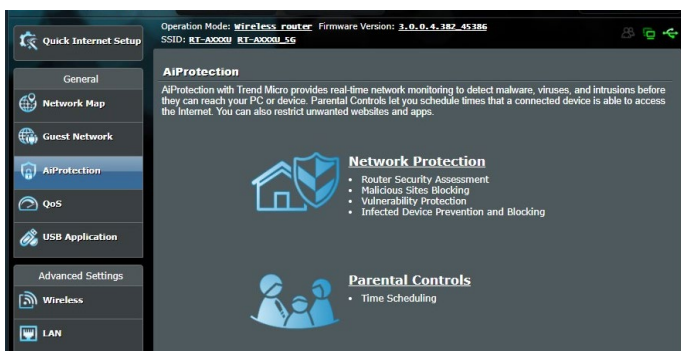 Operation Mode: Wireless router Firmware Version: 3.0.0.4.382_45386
SSID: RT-AXXXU RT-AXXXU_5G
Quick Internet Setup
General
Network Map
Guest Network
AiProtection
QoS
USB Application
Advanced Settings
Wireless
LAN
AiProtection
AiProtection with Trend Micro provides real-time network monitoring to detect malware, viruses, and intrusions before
they can reach your PC or device. Parental Controls let you schedule times that a connected device is able to access
the Internet. You can also restrict unwanted websites and apps.
Network Protection
• Router Security Assessment
• Malicious Sites Blocking
• Vulnerability Protection
• Infected Device Prevention and Blocking
Parental Controls
• Time Scheduling